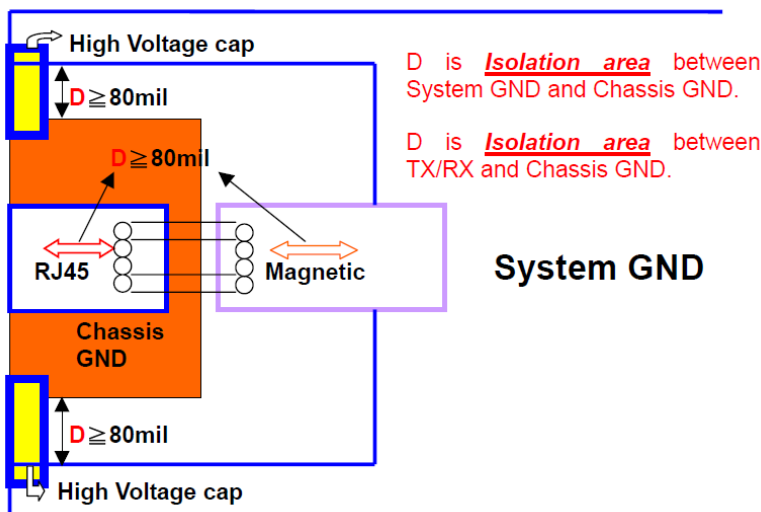 High Voltage cap
D≧80mil
D is Isolation area between
System GND and Chassis GND.
D is Isolation area between
TX/RX and Chassis GND.
D≧80mil
RJ45
Magnetic
System GND
Chassis
GND
D≧80mil
High Voltage cap